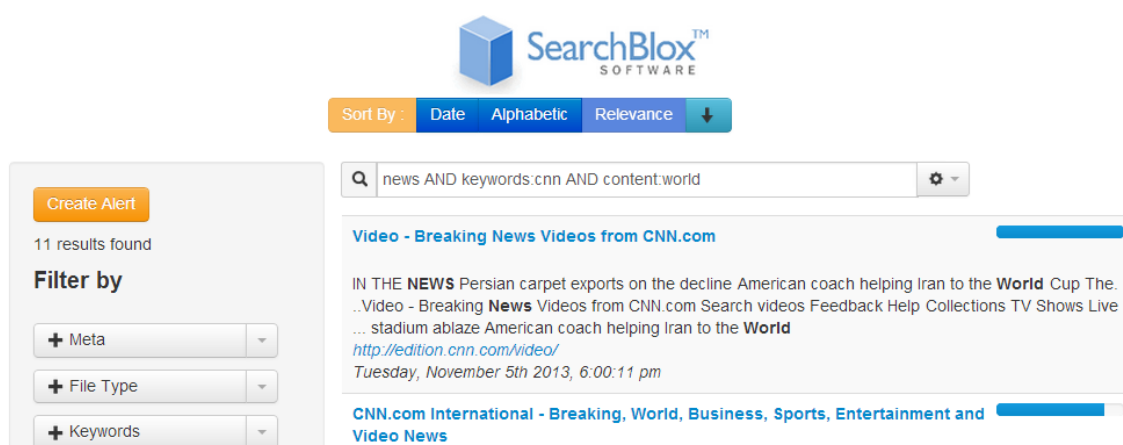 SearchBlox™
SOFTWARE
Sort By :
Date
Alphabetic
Relevance
news AND keywords:cnn AND content:world
Create Alert
11 results found
Filter by
Meta
File Type
Keywords
Video - Breaking News Videos from CNN.com
IN THE NEWS Persian carpet exports on the decline American coach helping Iran to the World Cup The.
..Video - Breaking News Videos from CNN.com Search videos Feedback Help Collections TV Shows Live
... stadium ablaze American coach helping Iran to the World
http://edition.cnn.com/video/
Tuesday, November 5th 2013, 6:00:11 pm
CNN.com International - Breaking, World, Business, Sports, Entertainment and
Video News